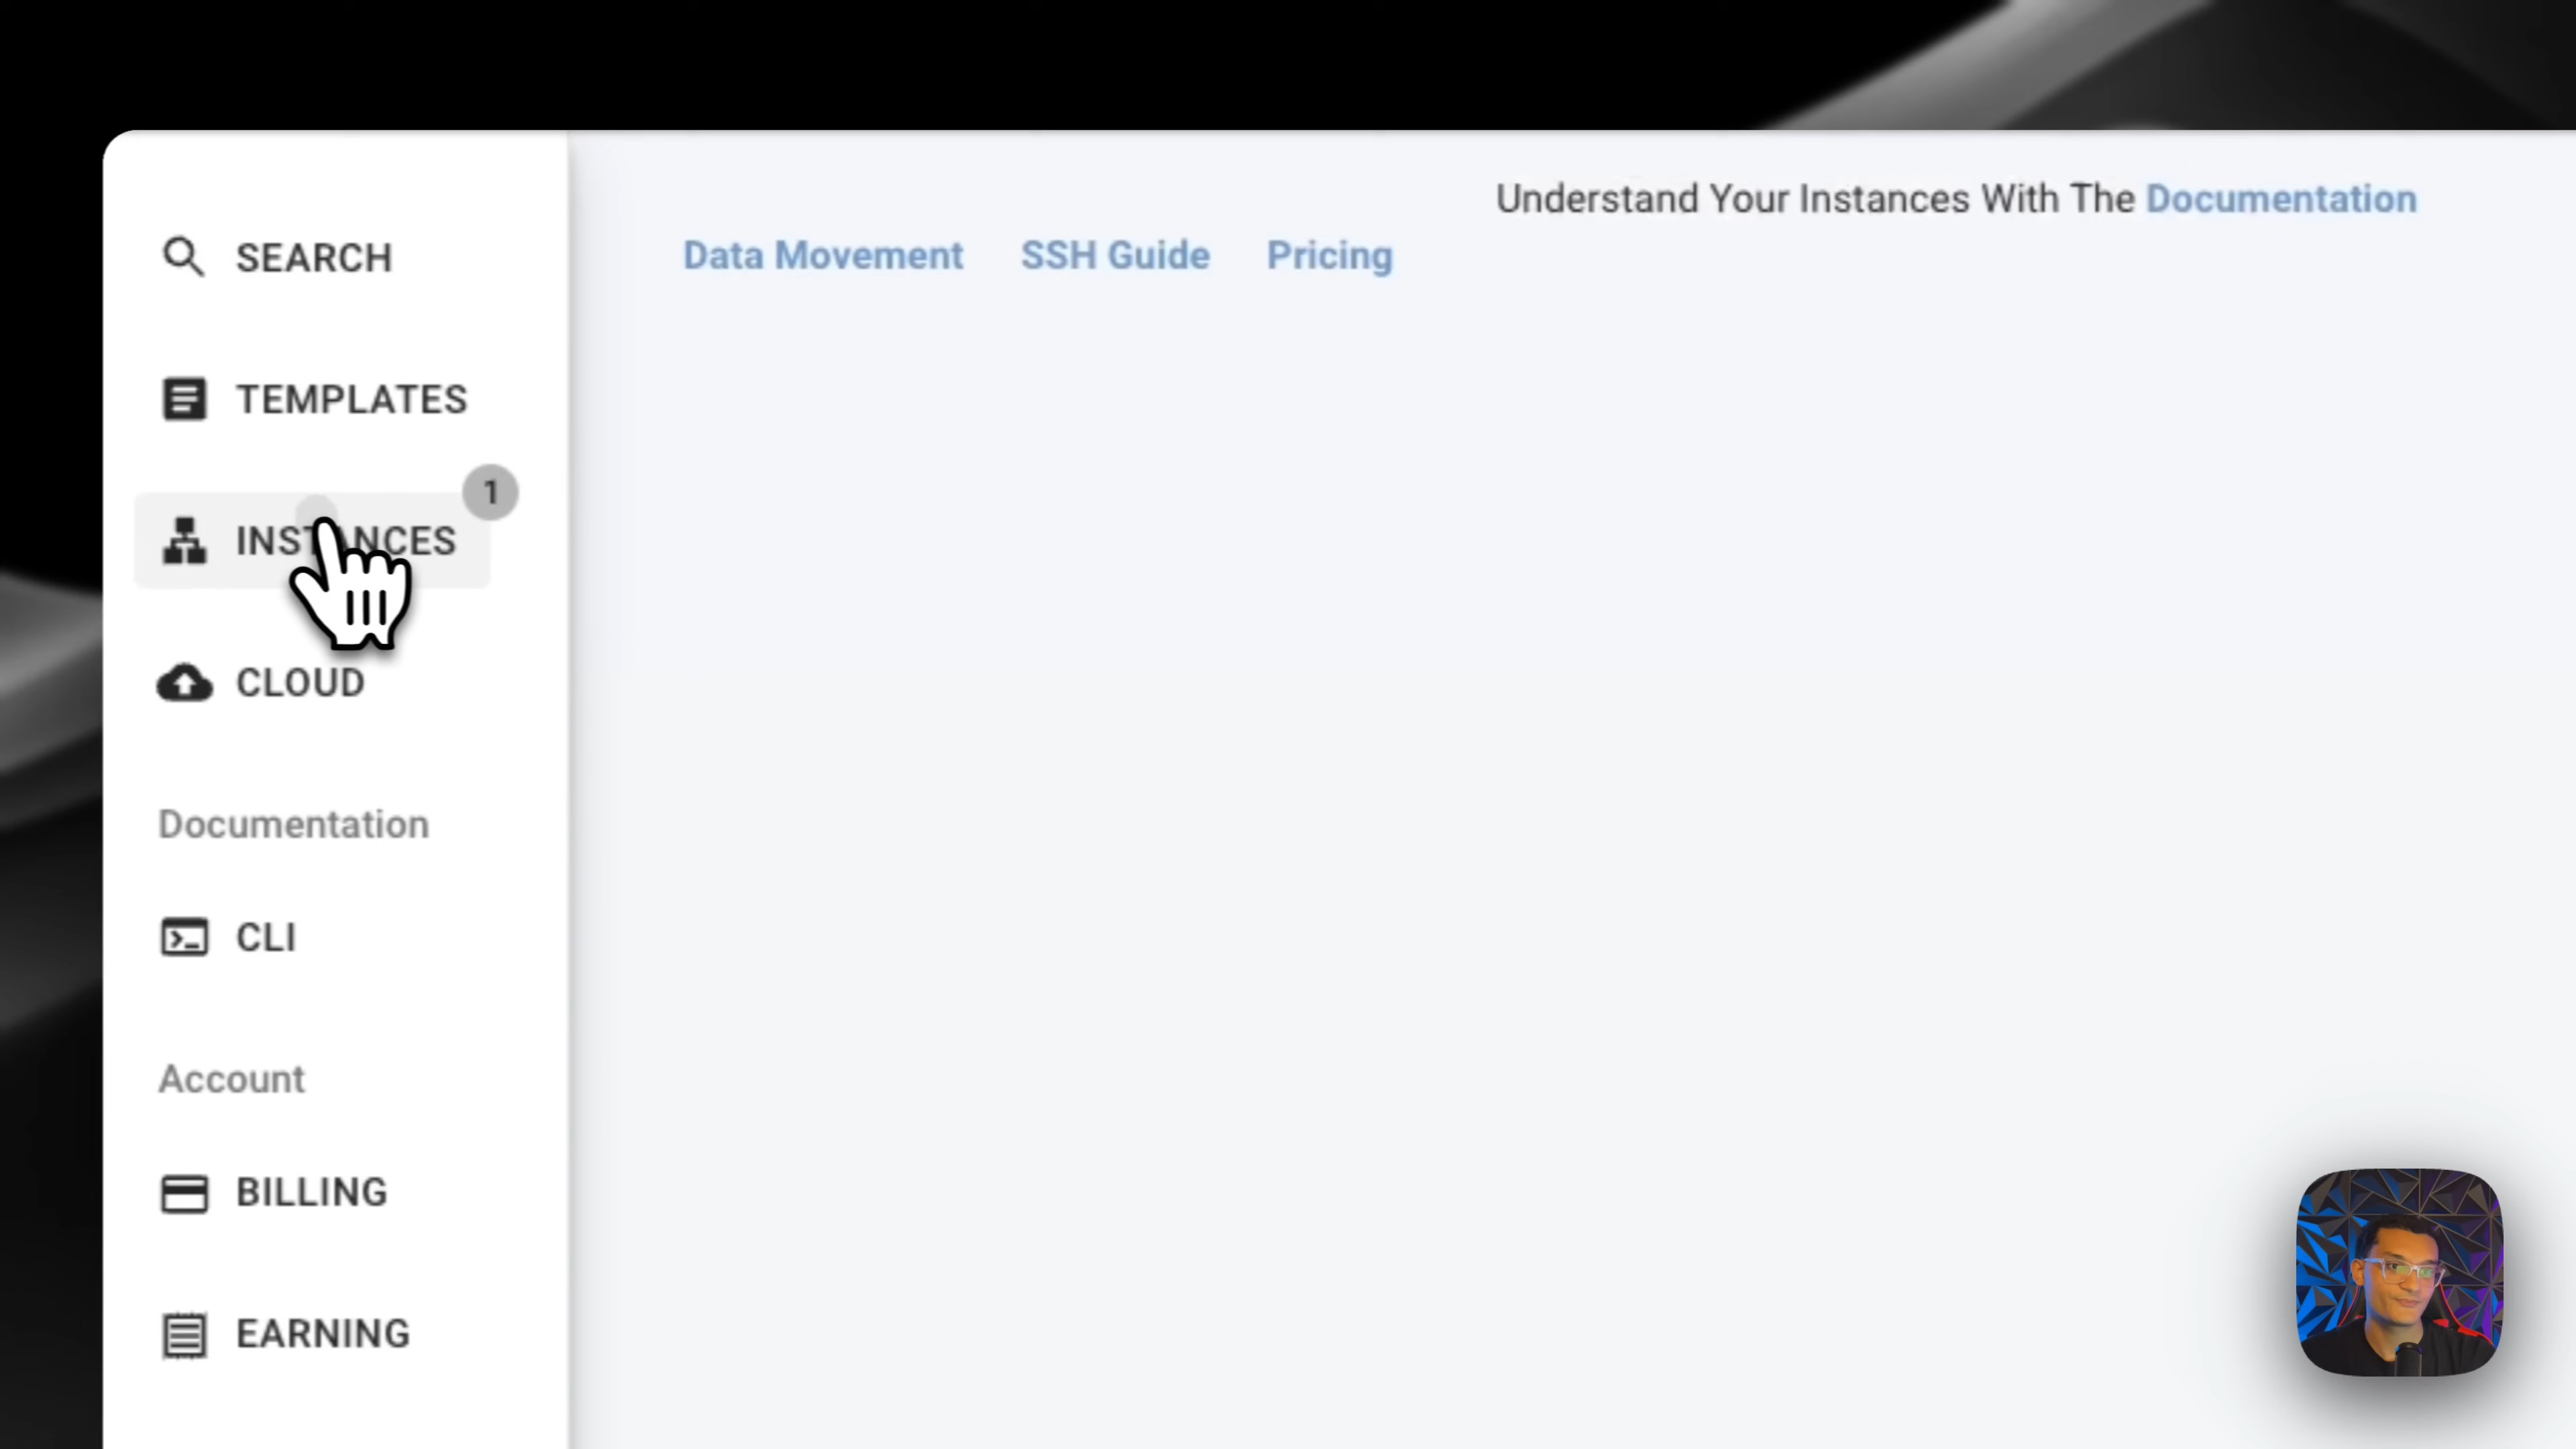 SEARCH
TEMPLATES
INSTANCES
1
CLOUD
Documentation
CLI
Account
BILLING
EARNING
Understand Your Instances With The Documentation
Data Movement SSH Guide Pricing